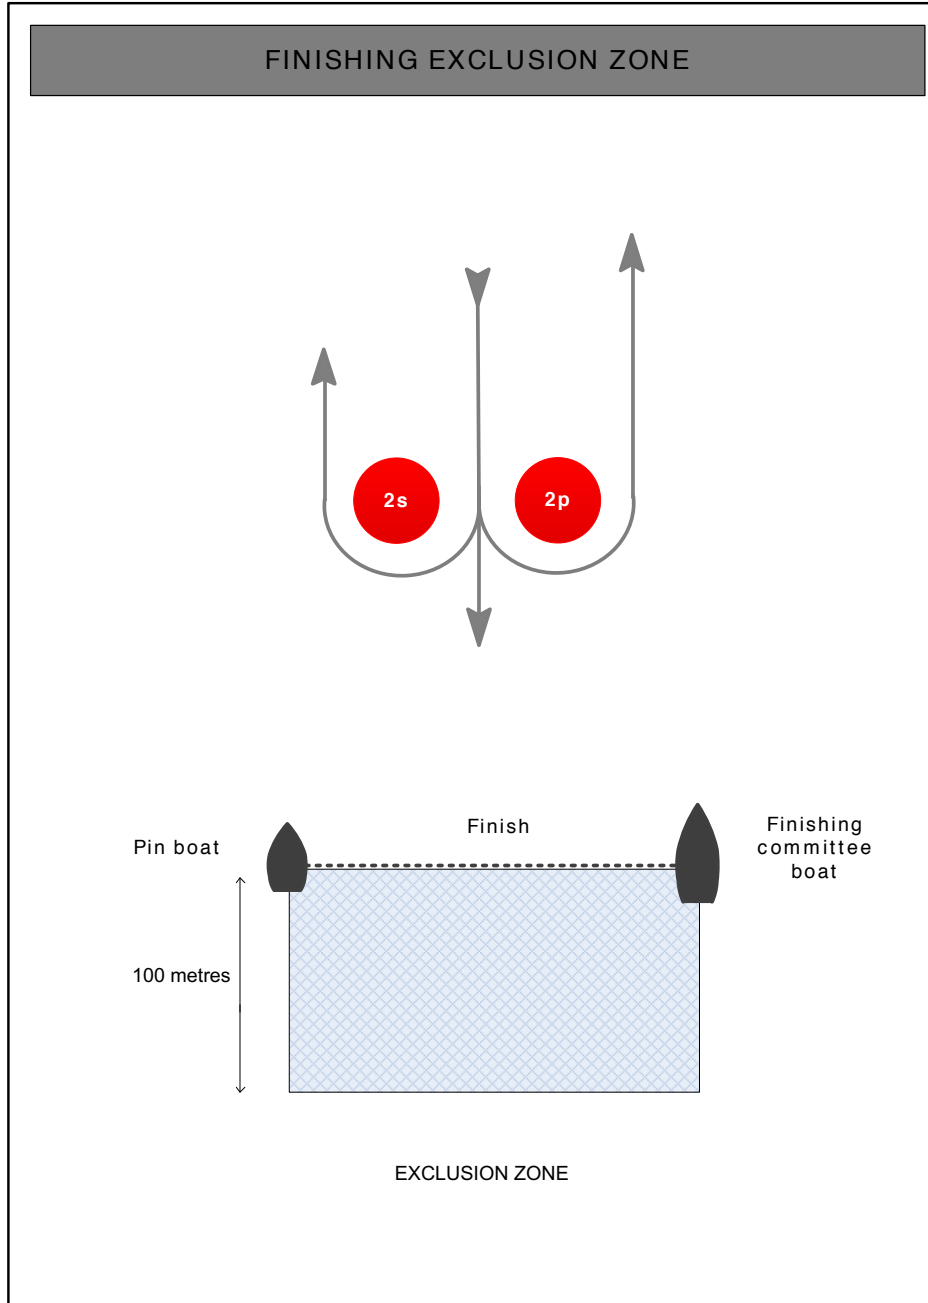 FINISHING EXCLUSION ZONE
2s
2p
Finish
Pin boat
Finishing
committee
boat
100 metres
EXCLUSION ZONE